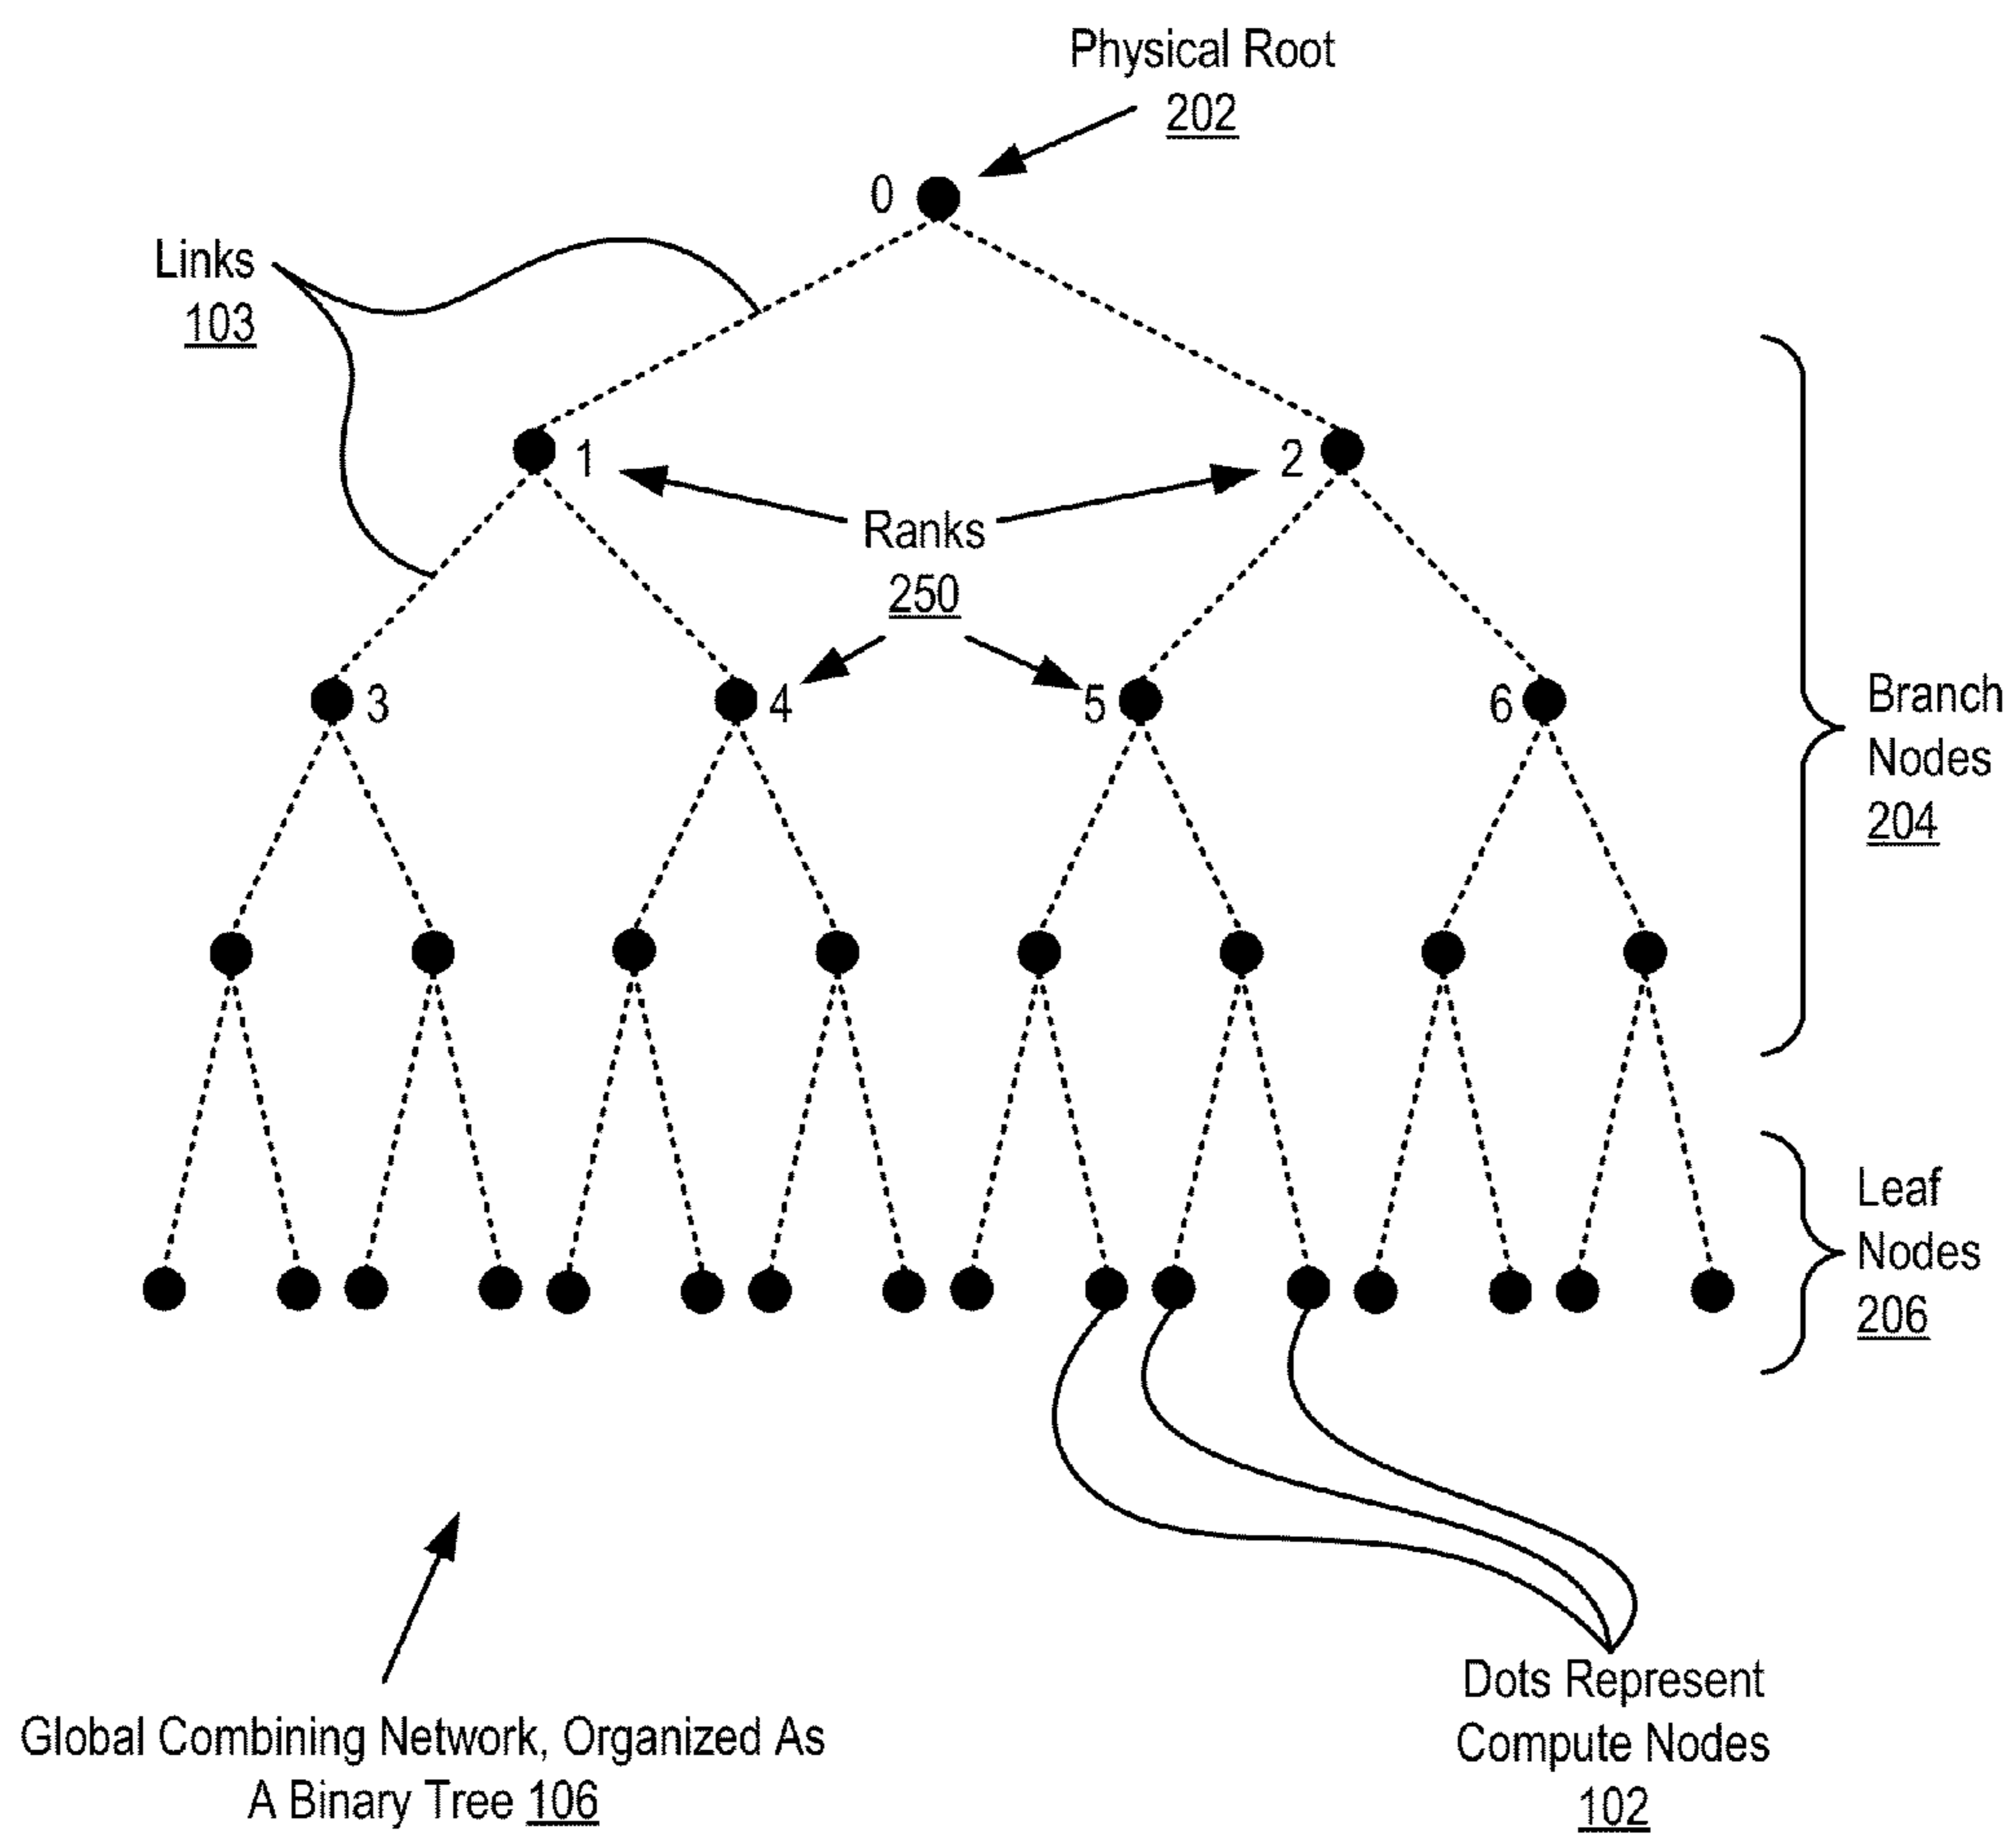 Physical Root
202
0
Links
103
1
2
Ranks
250
3
4
5
6
Branch
Nodes
204
Leaf
Nodes
206
Global Combining Network, Organized As
A Binary Tree 106
Dots Represent
Compute Nodes
102